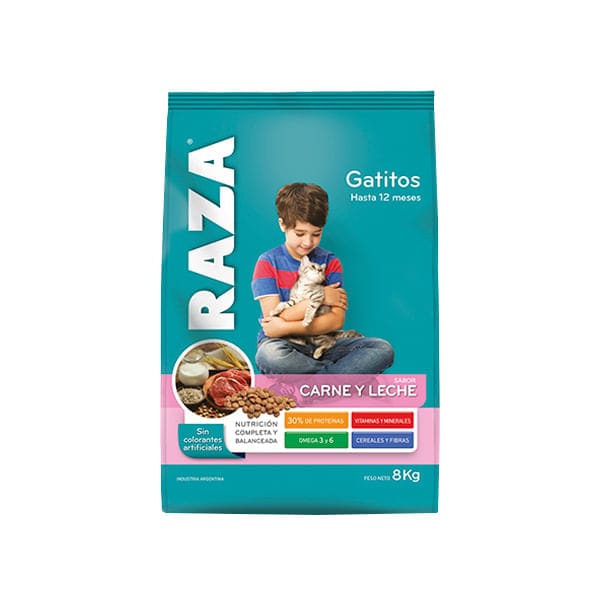 RAZA®
Gatitos
Hasta 12 meses
SABOR
CARNE Y LECHE
Sin
colorantes
artificiales
NUTRICIÓN
COMPLETA Y
BALANCEADA
30% DE PROTEINAS
VITAMINAS Y MINERALES
OMEGA 3 y 6
CEREALES Y FIBRAS
INDUSTRIA ARGENTINA
PESO NETO 8Kg